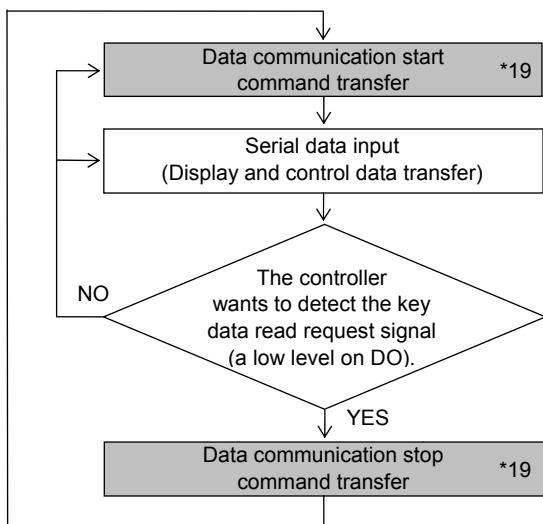 Data communication start
command transfer
*19
Serial data input
(Display and control data transfer)
NO
The controller
wants to detect the key
data read request signal
(a low level on DO).
YES
Data communication stop
command transfer
*19